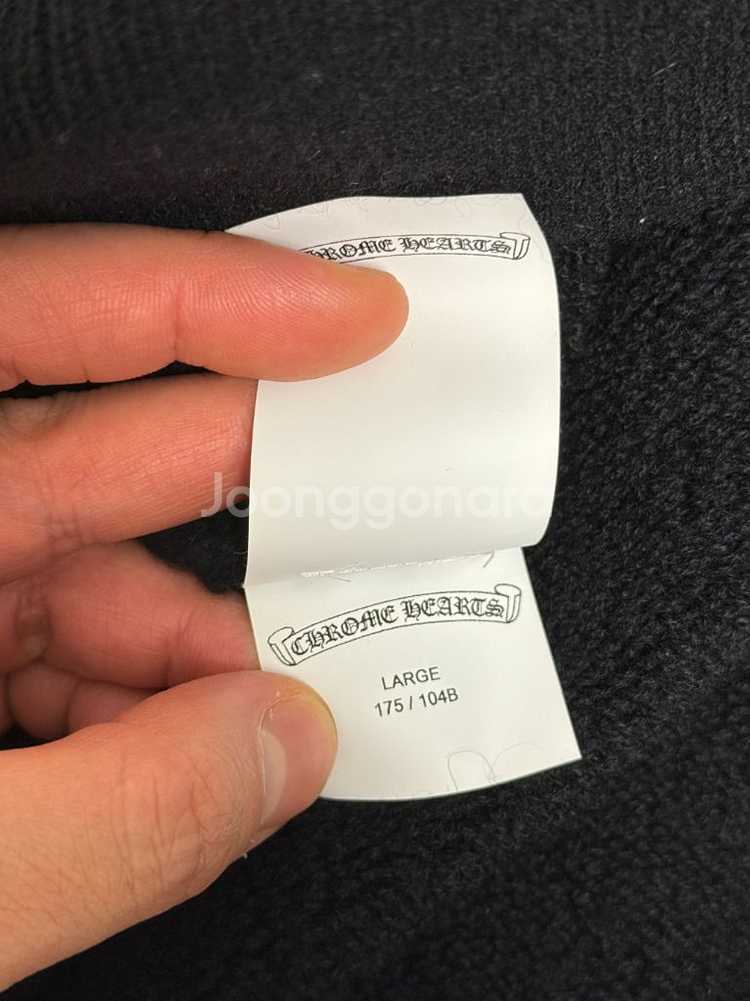 CHROME HEARTS
Joonggonara
CHROME HEARTS
LARGE
175 / 104B